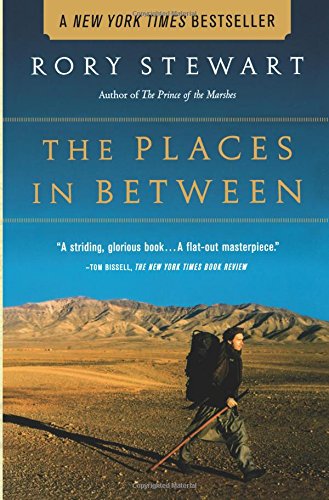 A NEW YORK TIMES BESTSELLER
RORY STEWART
Author of The Prince of the Marshes
THE PLACES
IN BETWEEN
"A striding, glorious book...A flat-out masterpiece."
–TOM BISSELL, THE NEW YORK TIMES BOOK REVIEW